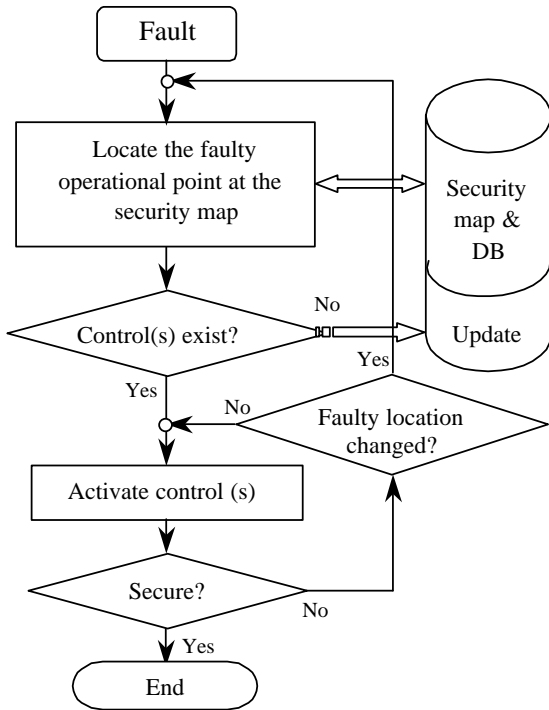 Fault
Locate the faulty
operational point at the
security map
Security
map &
DB
No
Control(s) exist?
Update
Yes
Yes
No
Faulty location
changed?
Activate control (s)
Secure?
No
Yes
End